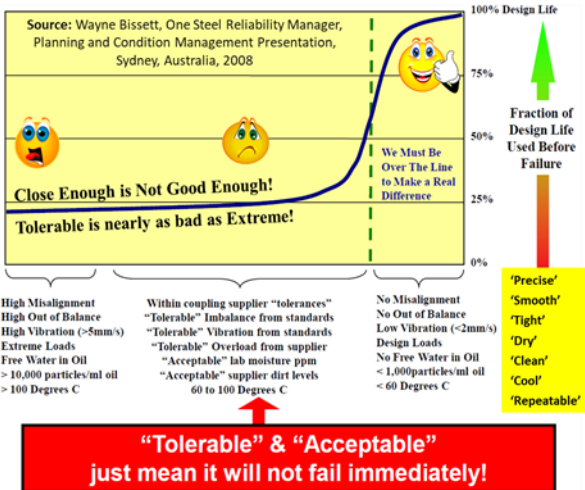 Source: Wayne Bissett, One Steel Reliability Manager,
Planning and Condition Management Presentation,
Sydney, Australia, 2008
100% Design Life
75%
50%
25%
0%
Fraction of
Design Life
Used Before
Failure
We Must Be
Over The Line
to Make a Real
Difference
Close Enough is Not Good Enough!
Tolerable is nearly as bad as Extreme!
High Misalignment
High Out of Balance
High Vibration (>5mm/s)
Extreme Loads
Free Water in Oil
> 10,000 particles/ml oil
> 100 Degrees C
Within coupling supplier “tolerances”
“Tolerable” Imbalance from standards
“Tolerable” Vibration from standards
“Tolerable” Overload from supplier
“Acceptable” lab moisture ppm
“Acceptable” supplier dirt levels
60 to 100 Degrees C
No Misalignment
No Out of Balance
Low Vibration (<2mm/s)
Design Loads
No Free Water in Oil
< 1,000particles/ml oil
< 60 Degrees C
‘Precise’
‘Smooth’
‘Tight’
‘Dry’
‘Clean’
‘Cool’
‘Repeatable’
“Tolerable” & “Acceptable”
just mean it will not fail immediately!